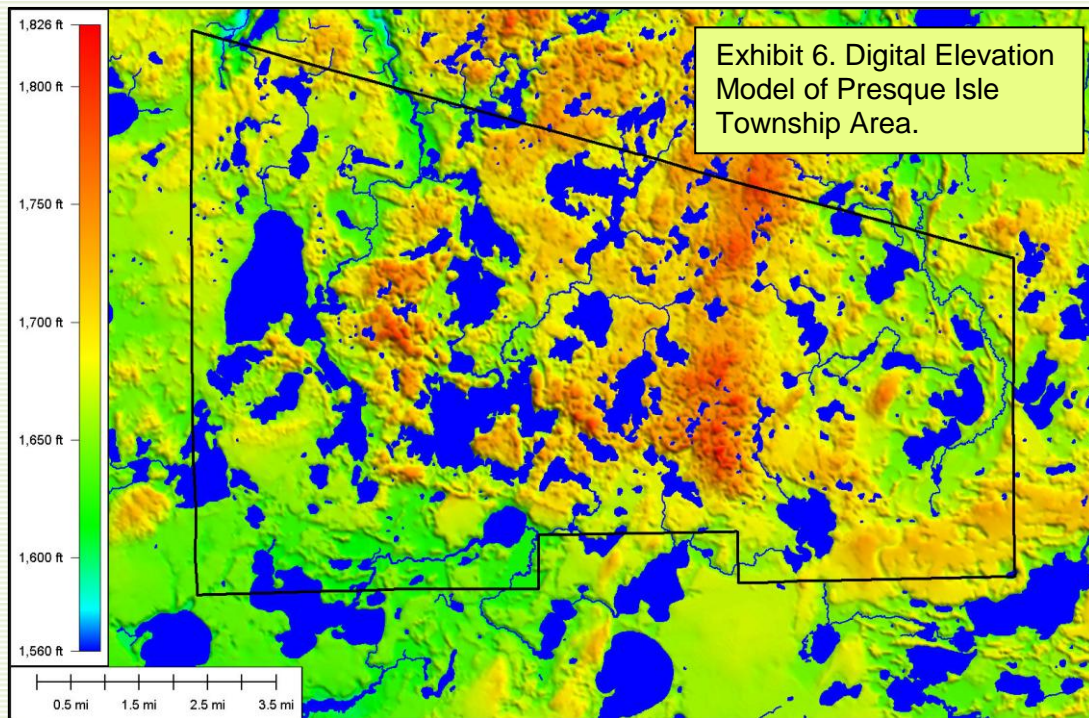 1,826 ft
1,800 ft
1,750 ft
1,700 ft
1,650 ft
1,600 ft
1,560 ft
Exhibit 6. Digital Elevation
Model of Presque Isle
Township Area.
0.5 mi 1.5 mi 2.5 mi 3.5 mi